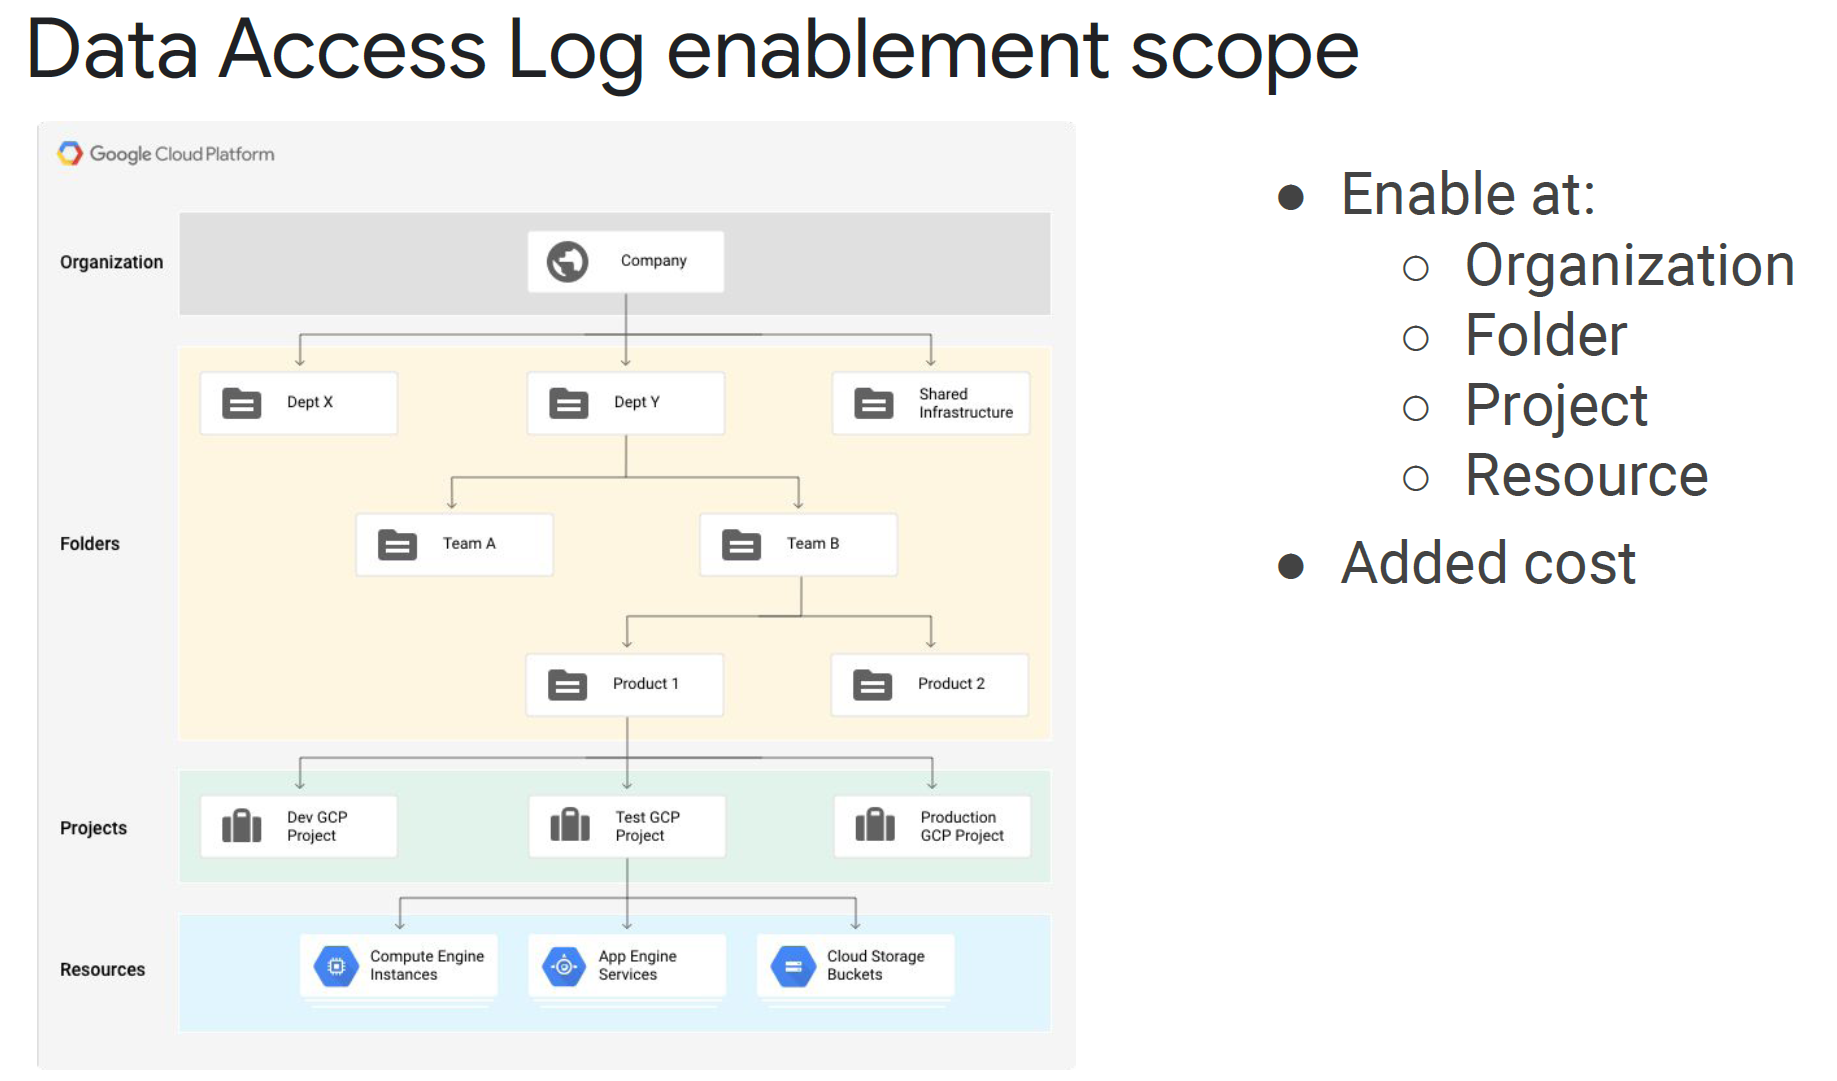 Data Access Log enablement scope
Google Cloud Platform
Organization
Company
Dept X
Dept Y
Shared
Infrastructure
Folders
Team A
Team B
Product 1
Product 2
Projects
Dev GCP
Project
Test GCP
Project
Production
GCP Project
Resources
Compute Engine
Instances
App Engine
Services
Cloud Storage
Buckets
● Enable at:
○ Organization
○ Folder
○ Project
○ Resource
● Added cost